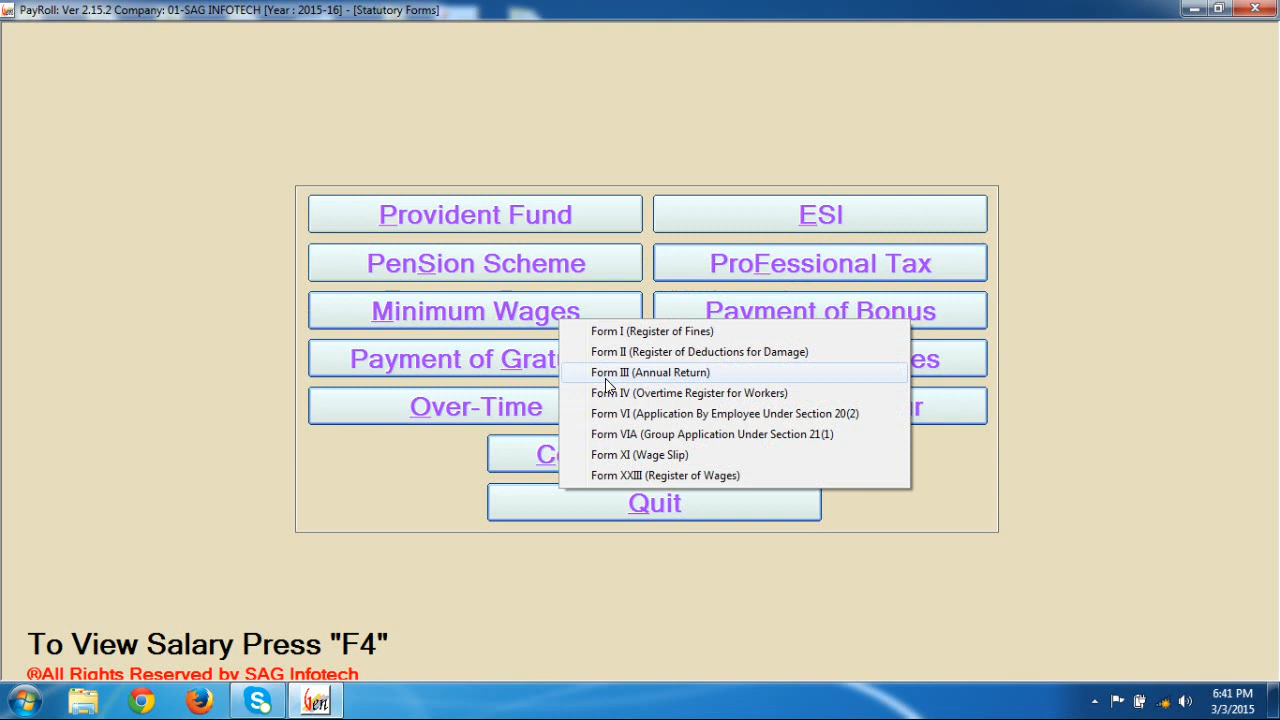 PayRoll: Ver 2.15.2 Company: 01-SAG INFOTECH [Year : 2015-16] - [Statutory Forms]
Provident Fund
ESI
PenSion Scheme
ProFessional Tax
Minimum Wages
Payment of Bonus
Form I (Register of Fines)
Form II (Register of Deductions for Damage)
Form III (Annual Return)
Form IV (Overtime Register for Workers)
Form VI (Application By Employee Under Section 20(2)
Form VIA (Group Application Under Section 21(1)
Form XI (Wage Slip)
Form XXIII (Register of Wages)
Payment of Gratu
es
Over-Time
Quit
To View Salary Press "F4"
®All Rights Reserved by SAG Infotech
Gen
6:41 PM
3/3/2015